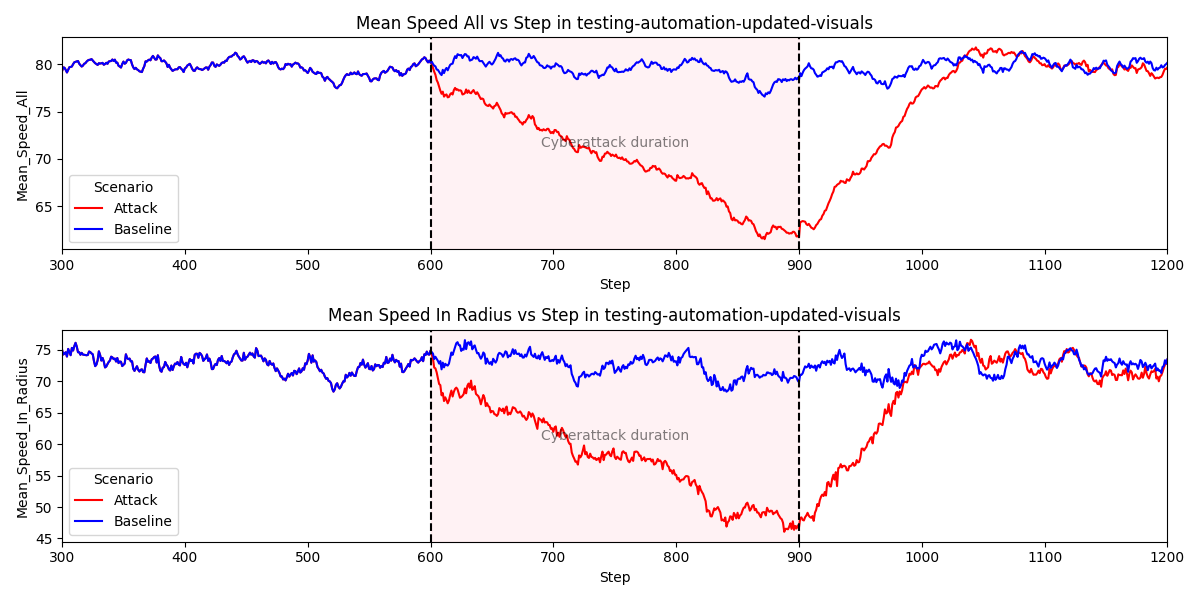 Mean Speed All vs Step in testing-automation-updated-visuals
Mean_Speed_All
80
75
70
65
Cyberattack duration
Scenario
Attack
Baseline
300 400 500 600 700 800 900 1000 1100 1200
Step
Mean Speed In Radius vs Step in testing-automation-updated-visuals
Mean_Speed_In_Radius
75
70
65
60
55
50
45
Cyberattack duration
Scenario
Attack
Baseline
300 400 500 600 700 800 900 1000 1100 1200
Step